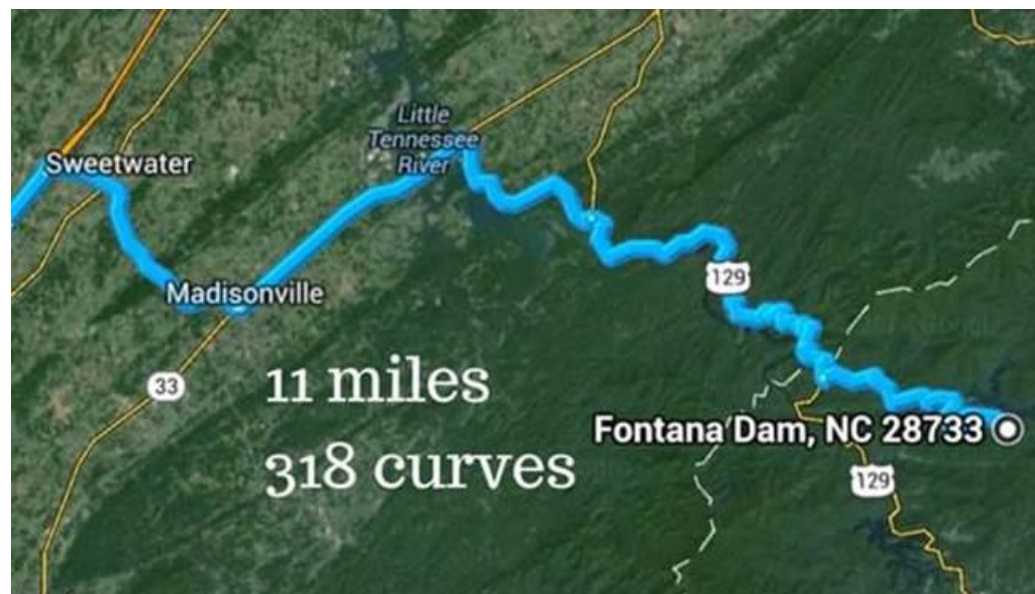 Little
Tennessee
River
Sweetwater
129
Madisonville
33
11 miles
318 curves
Fontana Dam, NC 28733
129